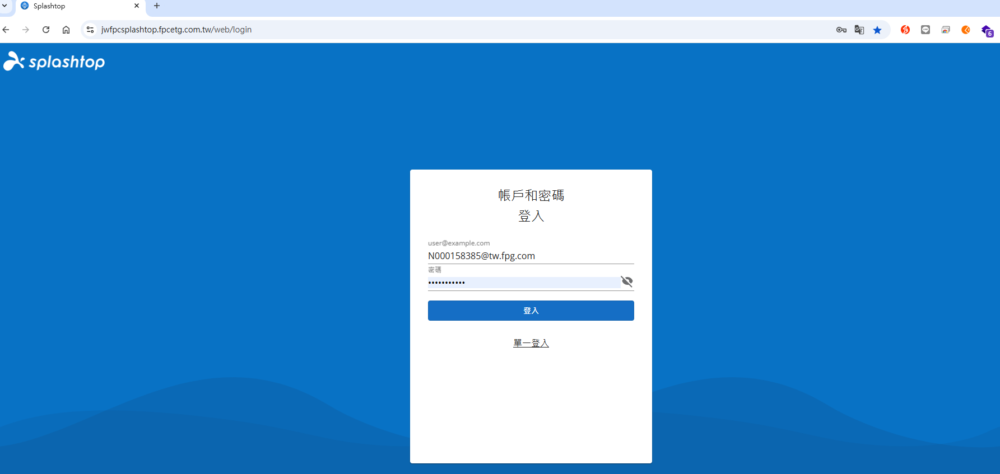 Splashtop
jwfpcsplashtop.fpcetg.com.tw/web/login
6
splashtop
帳戶和密碼
登入
user@example.com
N000158385@tw.fpg.com
密碼
•••••••••••
登入
單一登入